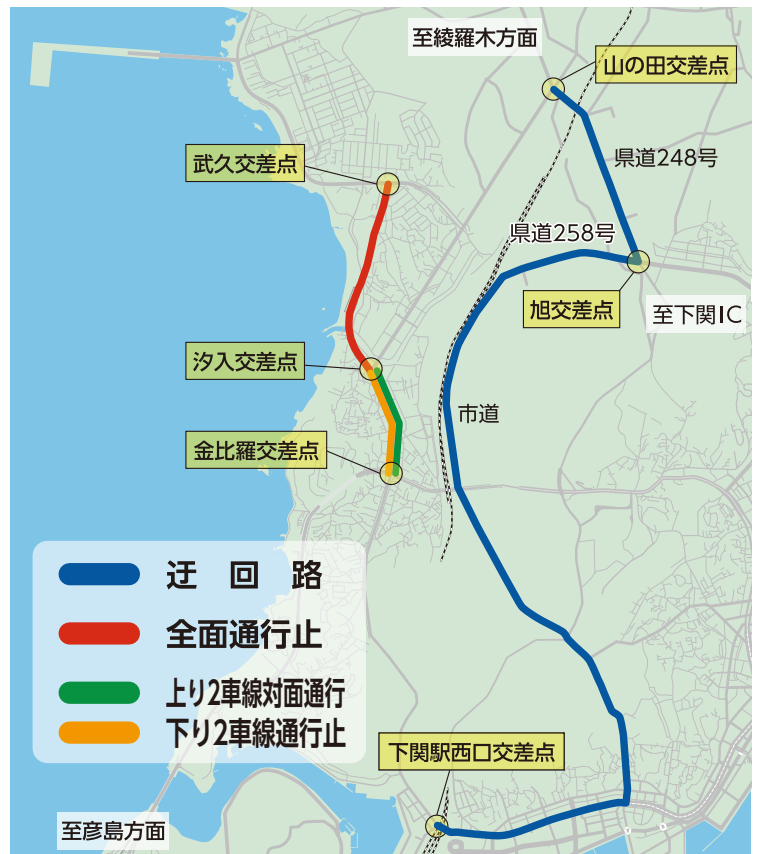 至綾羅木方面
山の田交差点
武久交差点
県道248号
県道258号
旭交差点
至下関IC
汐入交差点
市道
金比羅交差点
迂回路
全面通行止
上り2車線対面通行
下り2車線通行止
下関駅西口交差点
至彦島方面